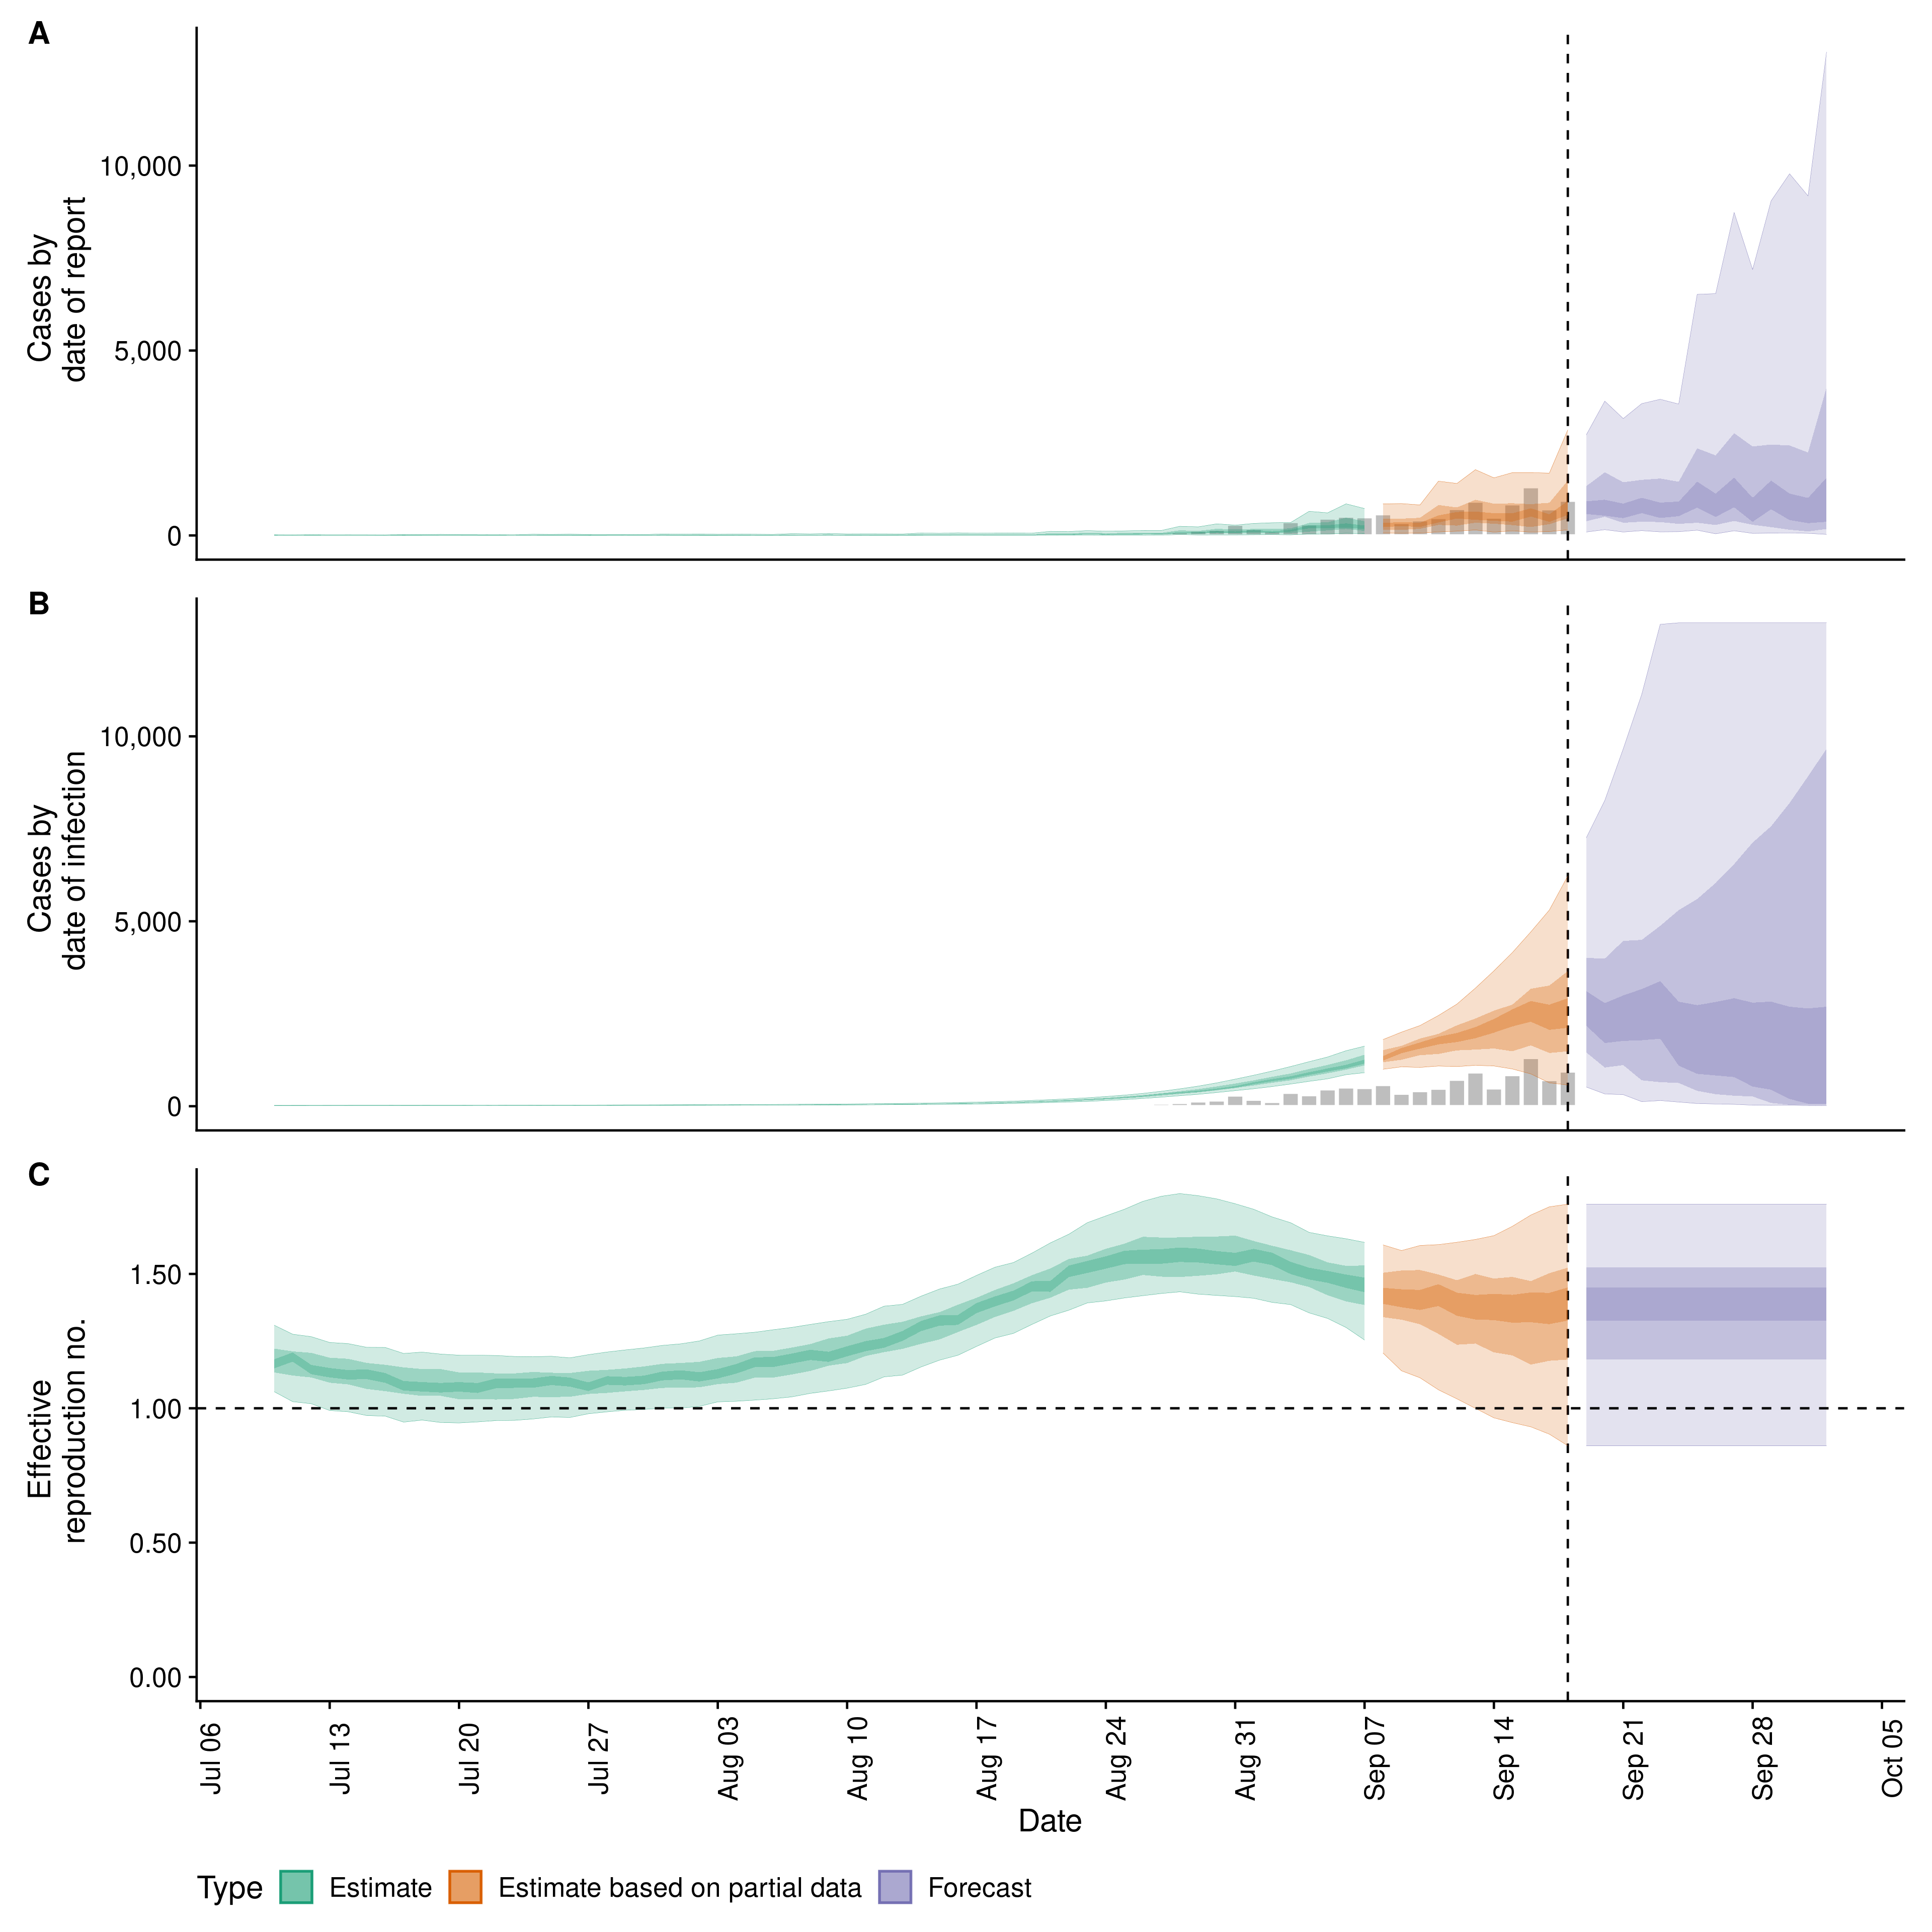 A
Cases by
date of report
10,000
5,000
0
B
Cases by
date of infection
10,000
5,000
0
C
Effective
reproduction no.
1.50
1.00
0.50
0.00
Jul 06
Jul 13
Jul 20
Jul 27
Aug 03
Aug 10
Aug 17
Aug 24
Aug 31
Sep 07
Sep 14
Sep 21
Sep 28
Oct 05
Date
Type Estimate Estimate based on partial data Forecast